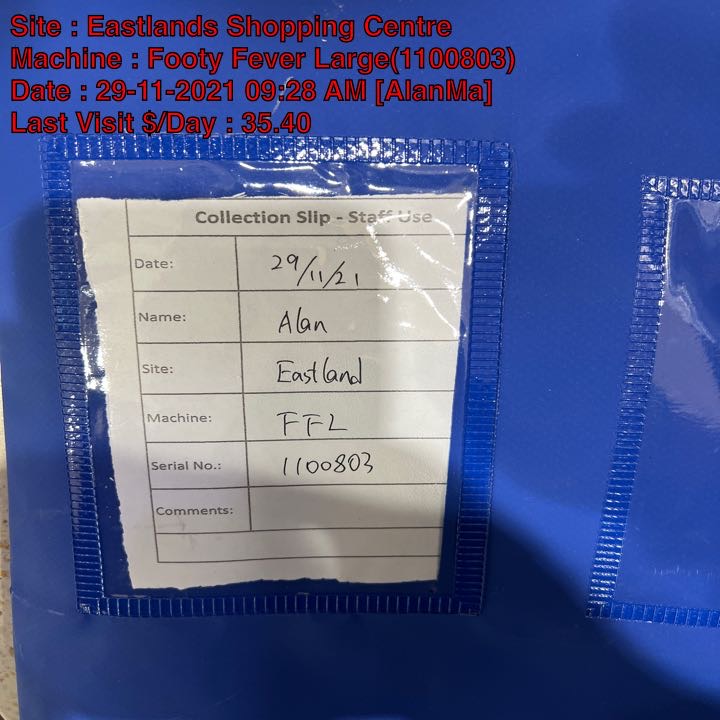 Site : Eastlands Shopping Centre
Machine : Footy Fever Large(1100803)
Date : 29-11-2021 09:28 AM [AlanMa]
Last Visit $/Day : 35.40
Collection Slip - Staff Use
Date: 29/11/21
Name: Alan
Site: Eastland
Machine: FFL
Serial No.: 1100803
Comments: